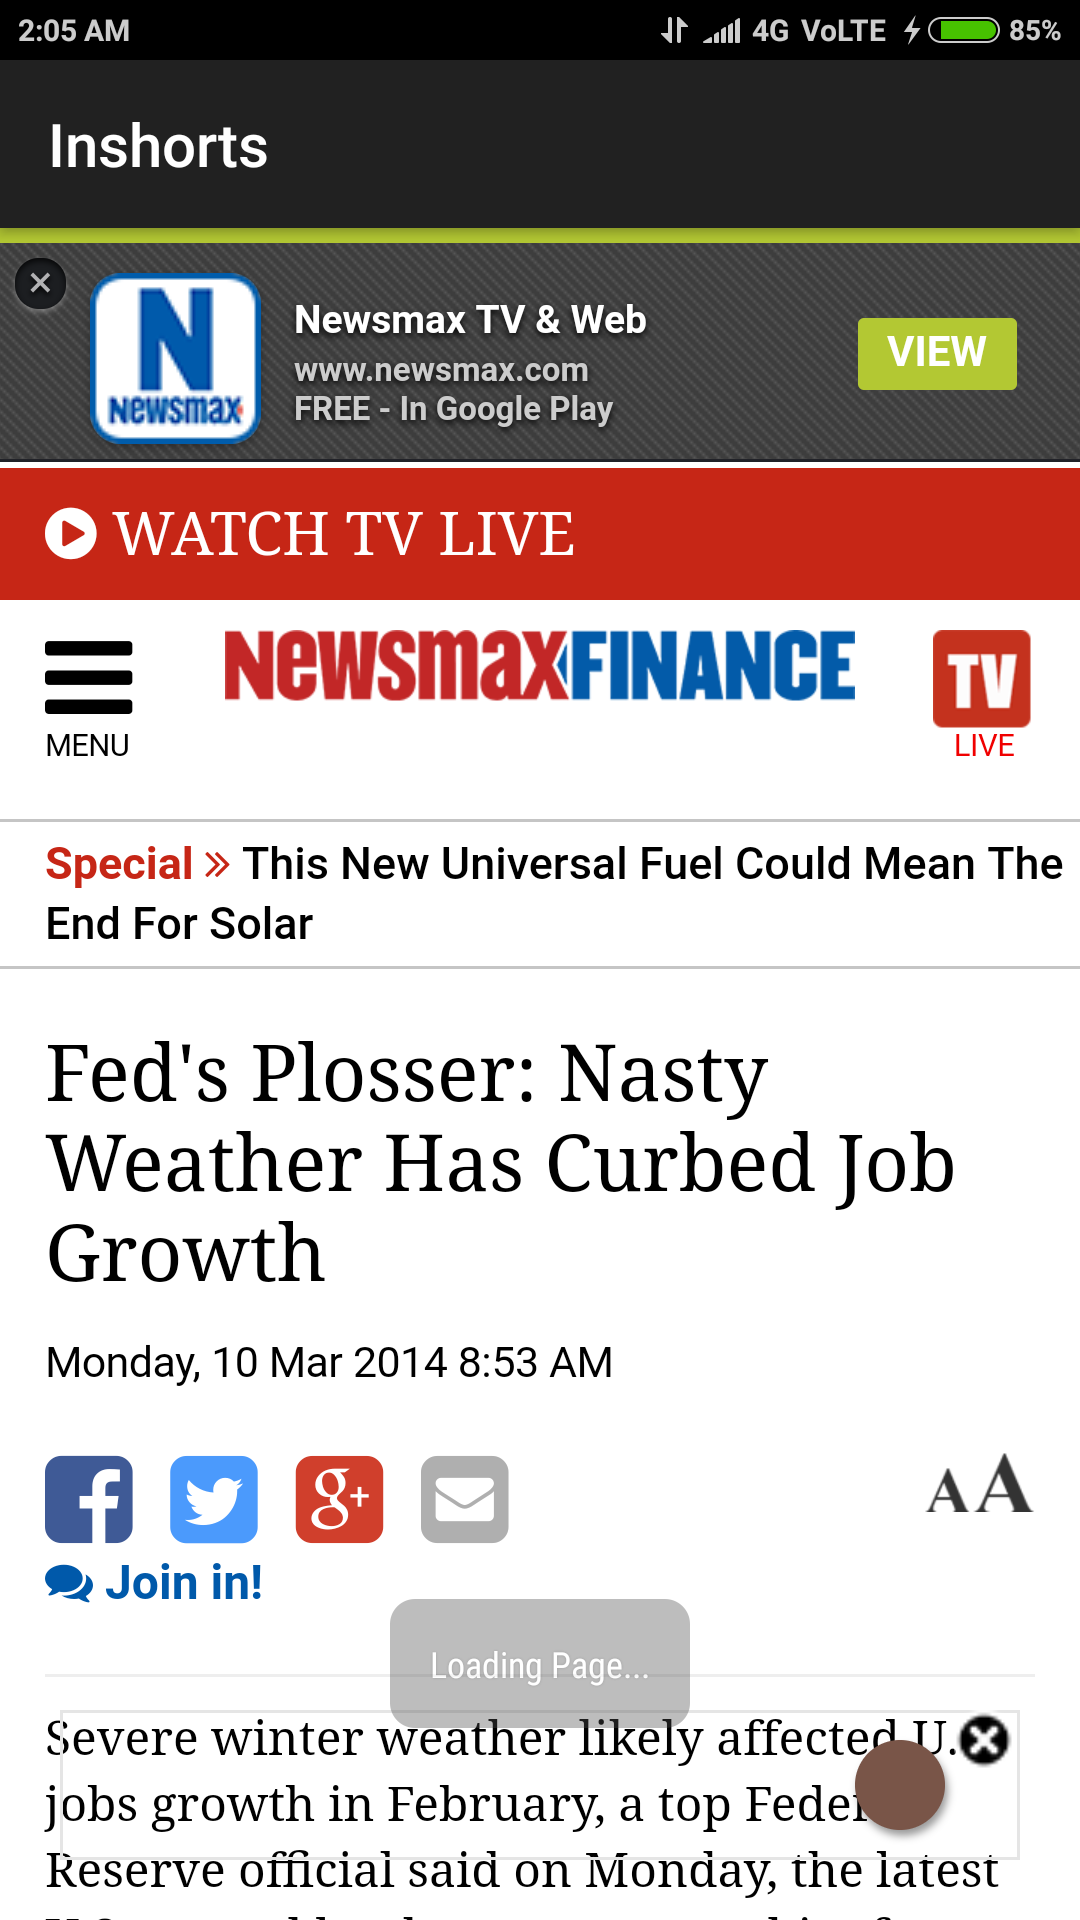 2:05 AM 4G VoLTE 85%
Inshorts
N
Newsmax
Newsmax TV & Web
www.newsmax.com
FREE - In Google Play
VIEW
WATCH TV LIVE
MENU
NewsmaxFINANCE
TV
LIVE
Special » This New Universal Fuel Could Mean The
End For Solar
Fed's Plosser: Nasty
Weather Has Curbed Job
Growth
Monday, 10 Mar 2014 8:53 AM
f g+ AA
Join in!
Loading Page...
Severe winter weather likely affected
jobs growth in February, a top
Reserve official said on Monday, the latest